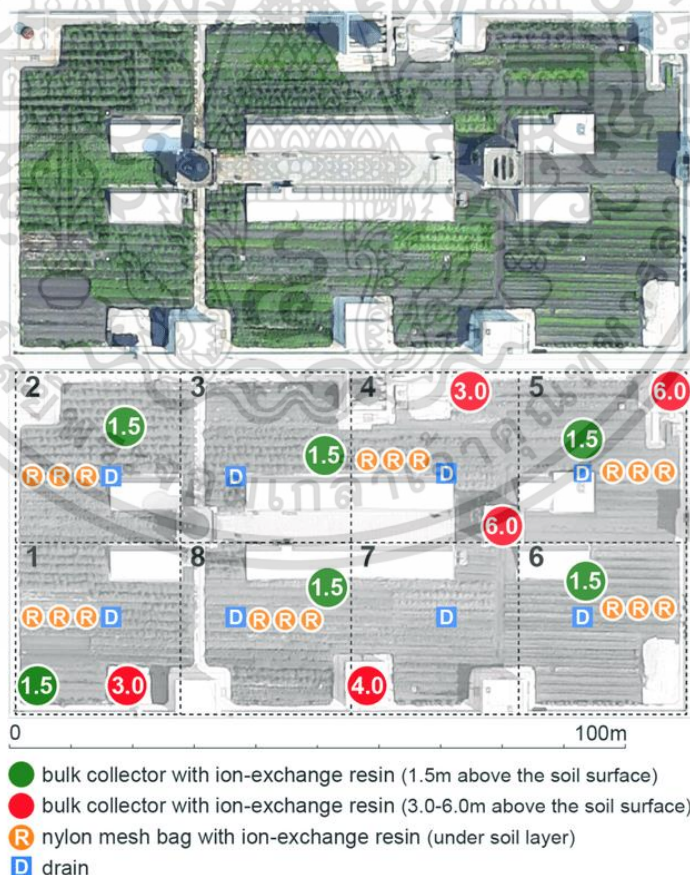 2 3 4 3.0 5 6.0
1.5 1.5 1.5
R R R D D R R R D D R R R
6.0
1 8 7 6
1.5 1.5
R R R D D R R R D D R R R
1.5 3.0 4.0
0 100m
bulk collector with ion-exchange resin (1.5m above the soil surface)
bulk collector with ion-exchange resin (3.0-6.0m above the soil surface)
R nylon mesh bag with ion-exchange resin (under soil layer)
D drain